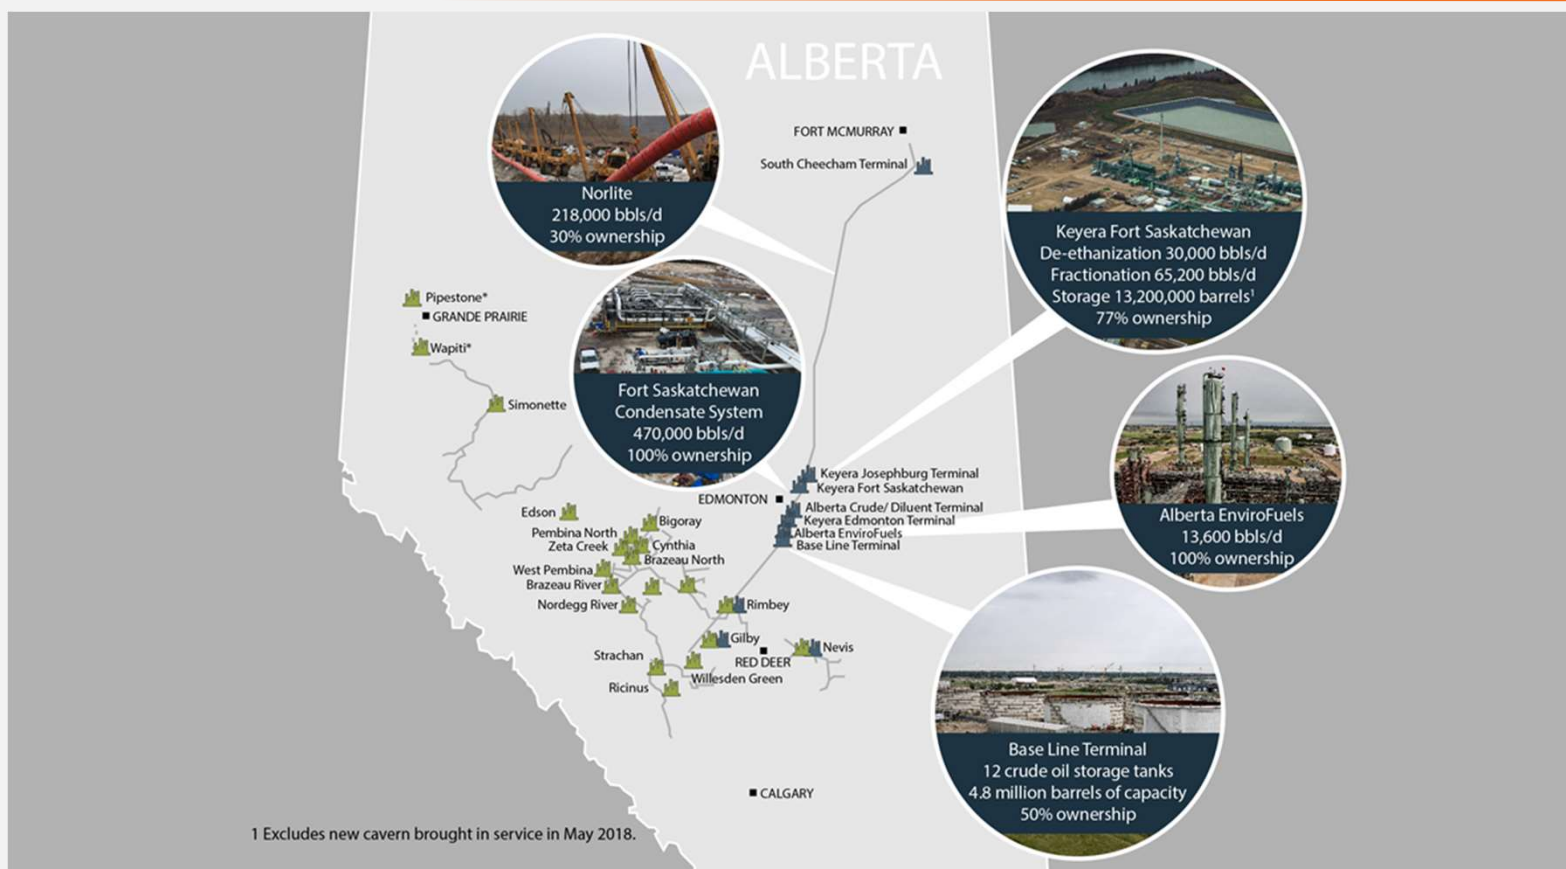 ALBERTA
Norlite
218,000 bbls/d
30% ownership
FORT MCMURRAY
South Cheecham Terminal
Keyera Fort Saskatchewan
De-ethanization 30,000 bbls/d
Fractionation 65,200 bbls/d
Storage 13,200,000 barrels¹
77% ownership
Pipestone*
GRANDE PRAIRIE
Wapiti*
Simonette
Fort Saskatchewan
Condensate System
470,000 bbls/d
100% ownership
Keyera Josephburg Terminal
Keyera Fort Saskatchewan
EDMONTON
Alberta Crude/ Diluent Terminal
Keyera Edmonton Terminal
Alberta EnviroFuels
Base Line Terminal
Alberta EnviroFuels
13,600 bbls/d
100% ownership
Edson
Bigoray
Pembina North
Zeta Creek
Cynthia
Brazeau North
West Pembina
Brazeau River
Nordegg River
Rimbey
Gilby
Nevis
RED DEER
Strachan
Willesden Green
Ricinus
Base Line Terminal
12 crude oil storage tanks
4.8 million barrels of capacity
50% ownership
CALGARY
1 Excludes new cavern brought in service in May 2018.